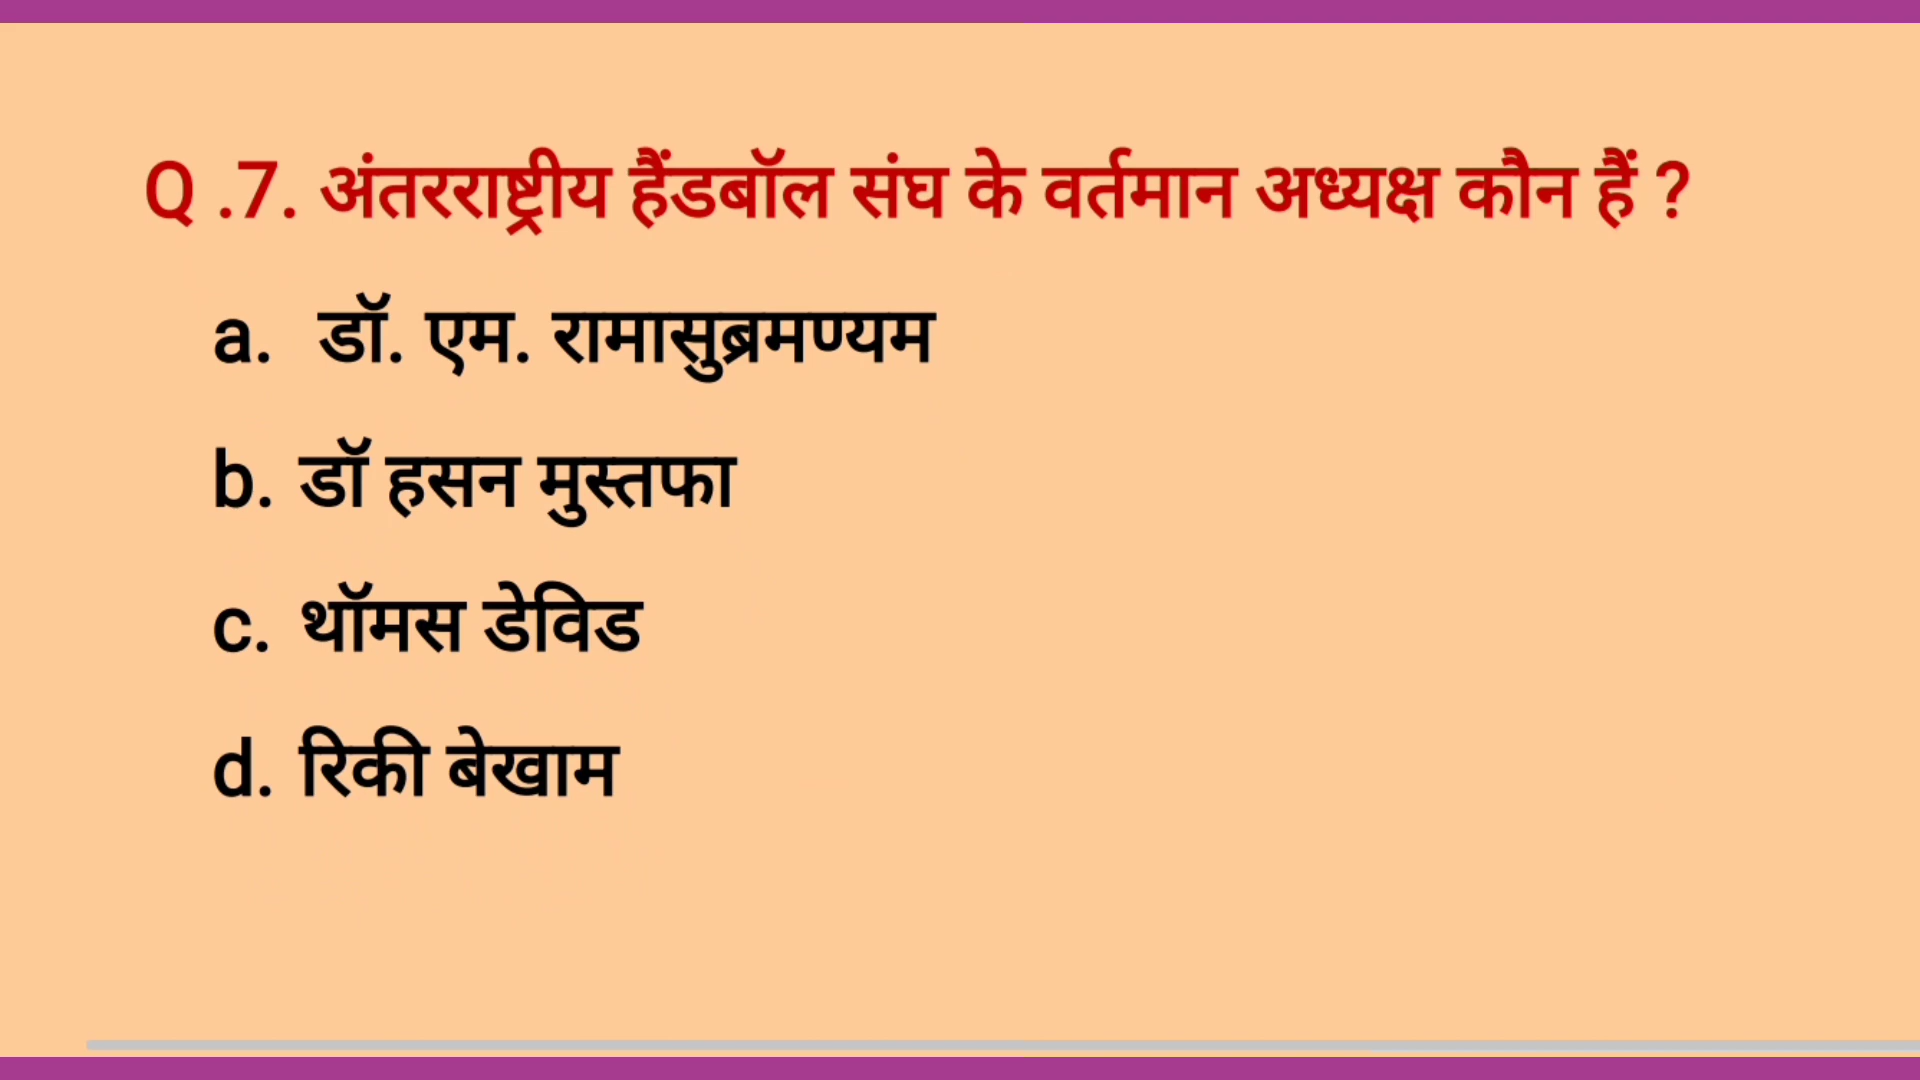 Q .7. अंतरराष्ट्रीय हैंडबॉल संघ के वर्तमान अध्यक्ष कौन हैं ?
a. डॉ. एम. रामासुब्रमण्यम
b. डॉ हसन मुस्तफा
c. थॉमस डेविड
d. रिकी बेखाम